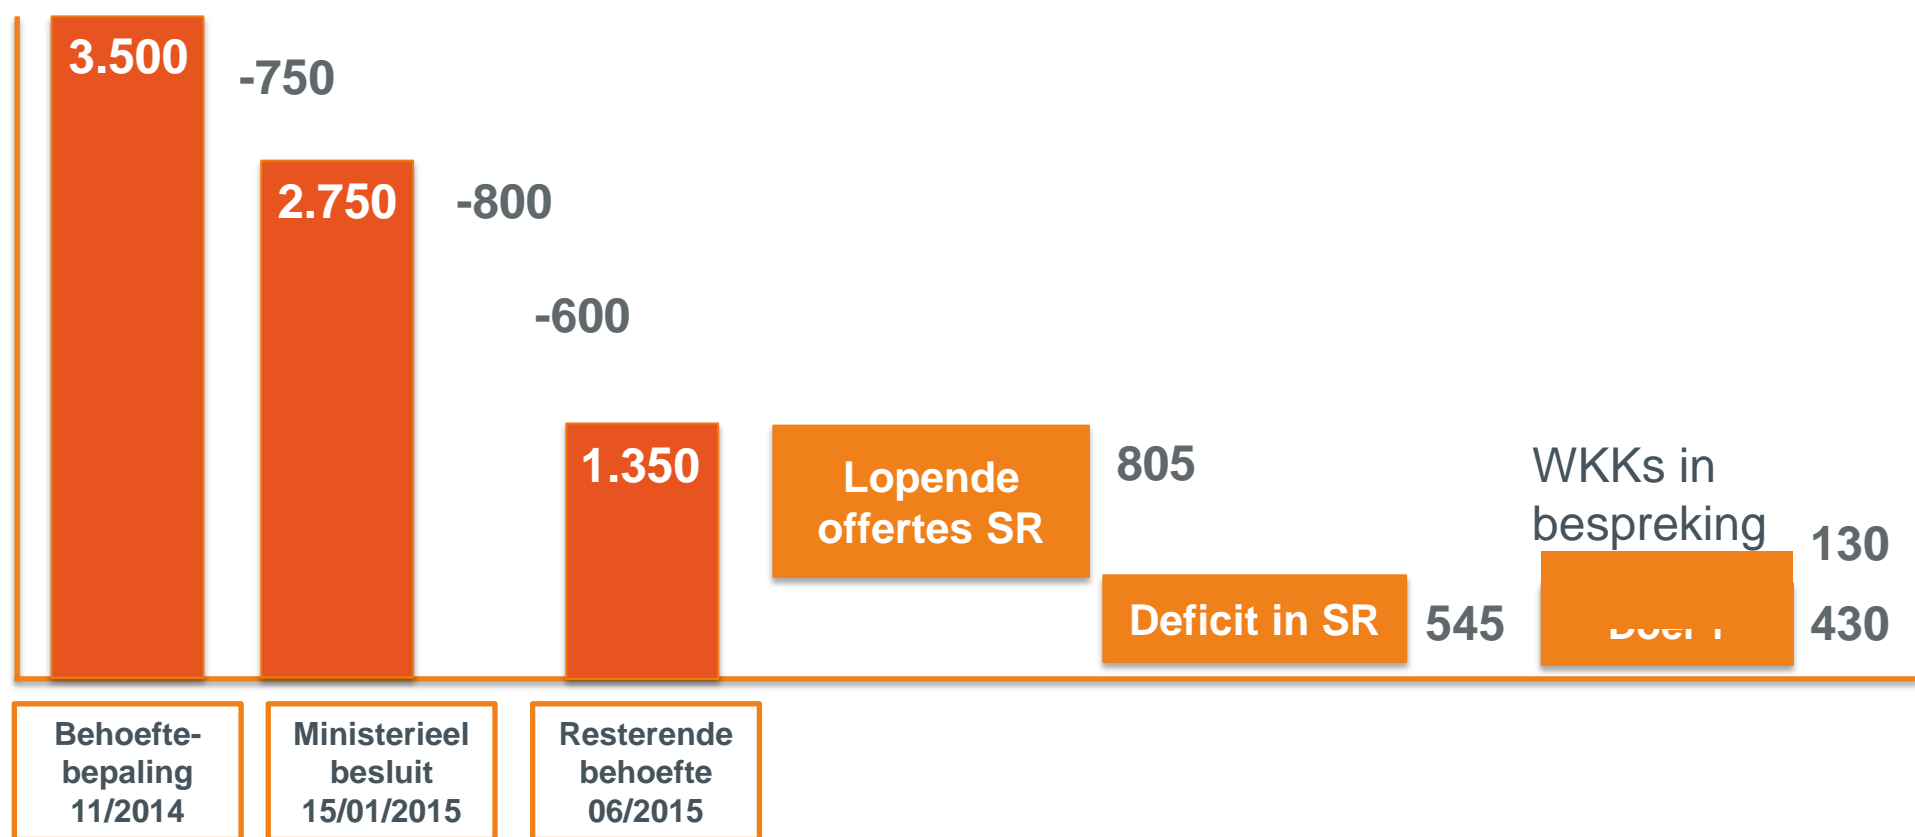 3.500
-750
2.750
-800
-600
1.350
Lopende
offertes SR
805
Deficit in SR
545
WKKs in
bespreking
130
430
Behoefte-
bepaling
11/2014
Ministerieel
besluit
15/01/2015
Resterende
behoefte
06/2015